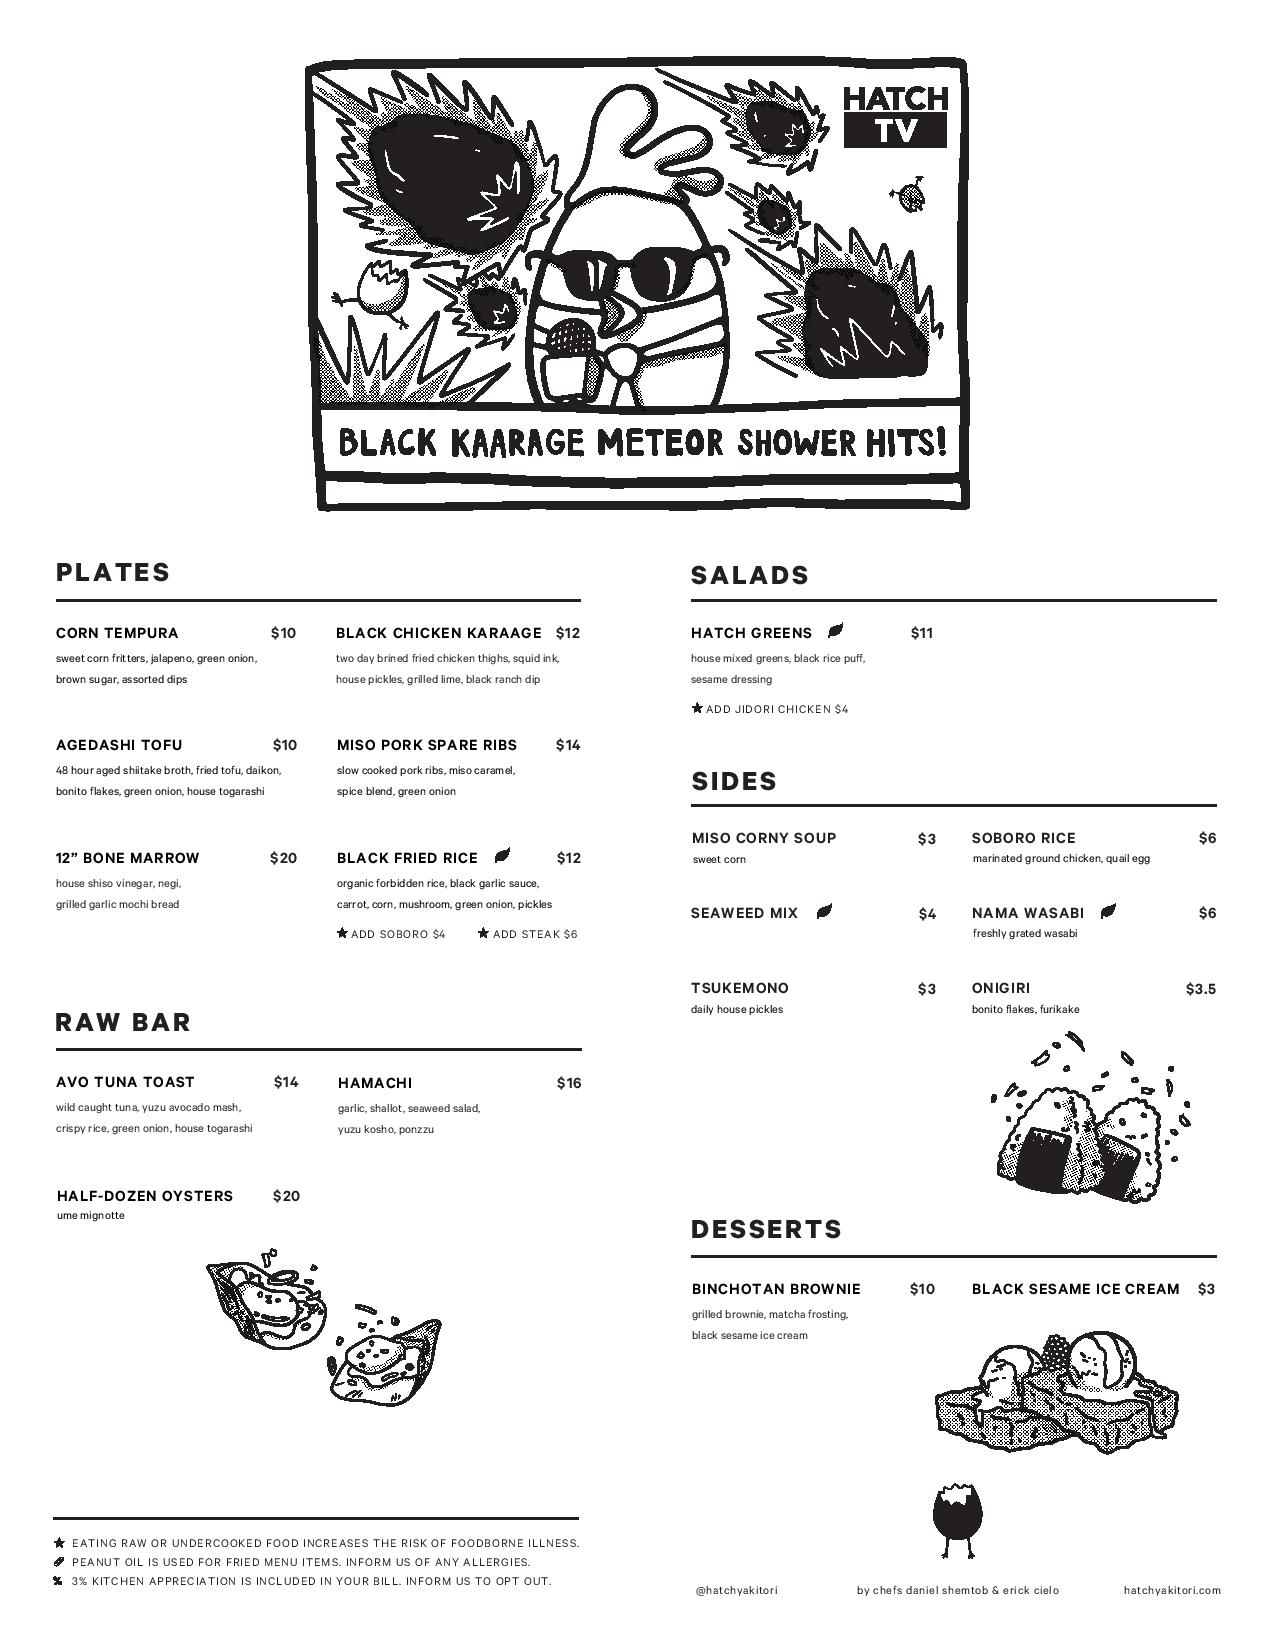 HATCH
TV
BLACK KAARAGE METEOR SHOWER HITS!
PLATES
CORN TEMPURA $10
sweet corn fritters, jalapeno, green onion,
brown sugar, assorted dips
BLACK CHICKEN KARAAGE $12
two day brined fried chicken thighs, squid ink,
house pickles, grilled lime, black ranch dip
AGEDASHI TOFU $10
48 hour aged shiitake broth, fried tofu, daikon,
bonito flakes, green onion, house togarashi
MISO PORK SPARE RIBS $14
slow cooked pork ribs, miso caramel,
spice blend, green onion
12” BONE MARROW $20
house shiso vinegar, negi,
grilled garlic mochi bread
BLACK FRIED RICE $12
organic forbidden rice, black garlic sauce,
carrot, corn, mushroom, green onion, pickles
★ ADD SOBORO $4 ★ ADD STEAK $6
RAW BAR
AVO TUNA TOAST $14
wild caught tuna, yuzu avocado mash,
crispy rice, green onion, house togarashi
HAMACHI $16
garlic, shallot, seaweed salad,
yuzu kosho, ponzzu
HALF-DOZEN OYSTERS $20
ume mignotte
★ EATING RAW OR UNDERCOOKED FOOD INCREASES THE RISK OF FOODBORNE ILLNESS.
PEANUT OIL IS USED FOR FRIED MENU ITEMS. INFORM US OF ANY ALLERGIES.
% 3% KITCHEN APPRECIATION IS INCLUDED IN YOUR BILL. INFORM US TO OPT OUT.
SALADS
HATCH GREENS $11
house mixed greens, black rice puff,
sesame dressing
★ ADD JIDORI CHICKEN $4
SIDES
MISO CORNY SOUP $3
sweet corn
SOBORO RICE $6
marinated ground chicken, quail egg
SEAWEED MIX $4
NAMA WASABI $6
freshly grated wasabi
TSUKEMONO $3
daily house pickles
ONIGIRI $3.5
bonito flakes, furikake
DESSERTS
BINCHOTAN BROWNIE $10
grilled brownie, matcha frosting,
black sesame ice cream
BLACK SESAME ICE CREAM $3
@hatchyakitori by chefs daniel shemtob & erick cielo hatchyakitori.com